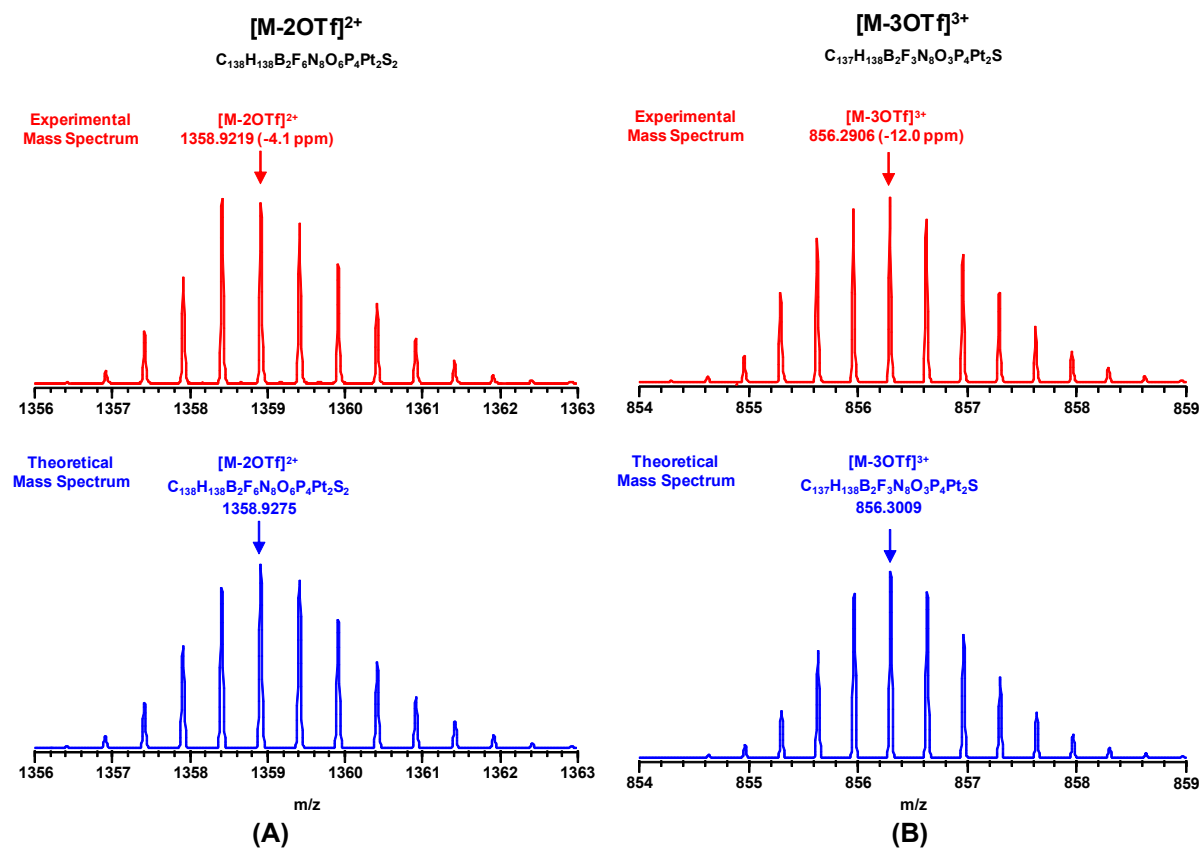 [M-2OTf]²⁺
C₁₃₈H₁₃₈B₂F₆N₈O₆P₄Pt₂S₂
Experimental
Mass Spectrum
[M-2OTf]²⁺
1358.9219 (-4.1 ppm)
1356 1357 1358 1359 1360 1361 1362 1363
Theoretical
Mass Spectrum
[M-2OTf]²⁺
C₁₃₈H₁₃₈B₂F₆N₈O₆P₄Pt₂S₂
1358.9275
1356 1357 1358 1359 1360 1361 1362 1363
m/z
(A)
[M-3OTf]³⁺
C₁₃₇H₁₃₈B₂F₃N₈O₃P₄Pt₂S
Experimental
Mass Spectrum
[M-3OTf]³⁺
856.2906 (-12.0 ppm)
854 855 856 857 858 859
Theoretical
Mass Spectrum
[M-3OTf]³⁺
C₁₃₇H₁₃₈B₂F₃N₈O₃P₄Pt₂S
856.3009
854 855 856 857 858 859
m/z
(B)